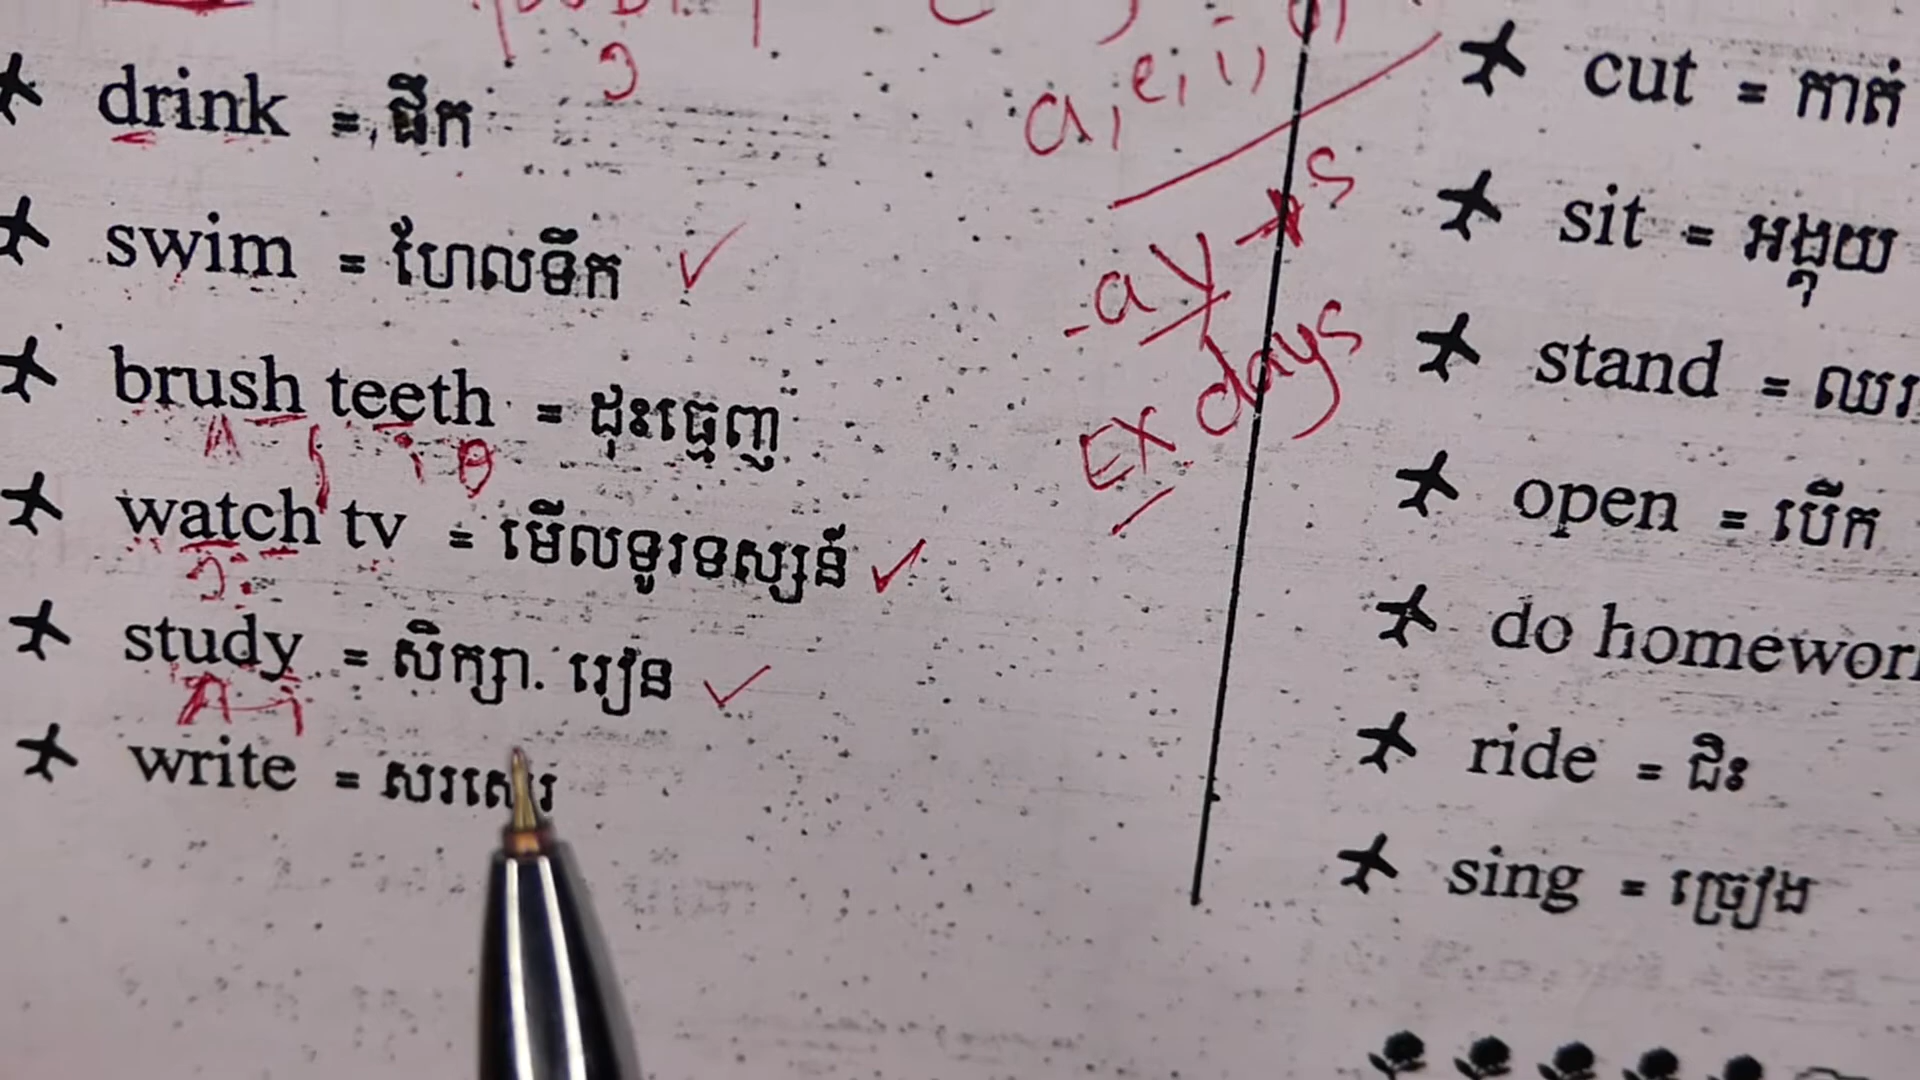 drink = ផឹក
swim = ហែលទឹក
brush teeth = ដុះធ្មេញ
watch tv = មើលទូរទស្សន៍
study = សិក្សា. រៀន
write = សរសេរ
ɔ
a, e, i,
ay + s
Ex days
ʌ ʃ i θ
ɔ:
ʌ i
cut = កាត់
sit = អង្គុយ
stand =
open = បើក
do
ride = ជិះ
sing = ច្រៀង